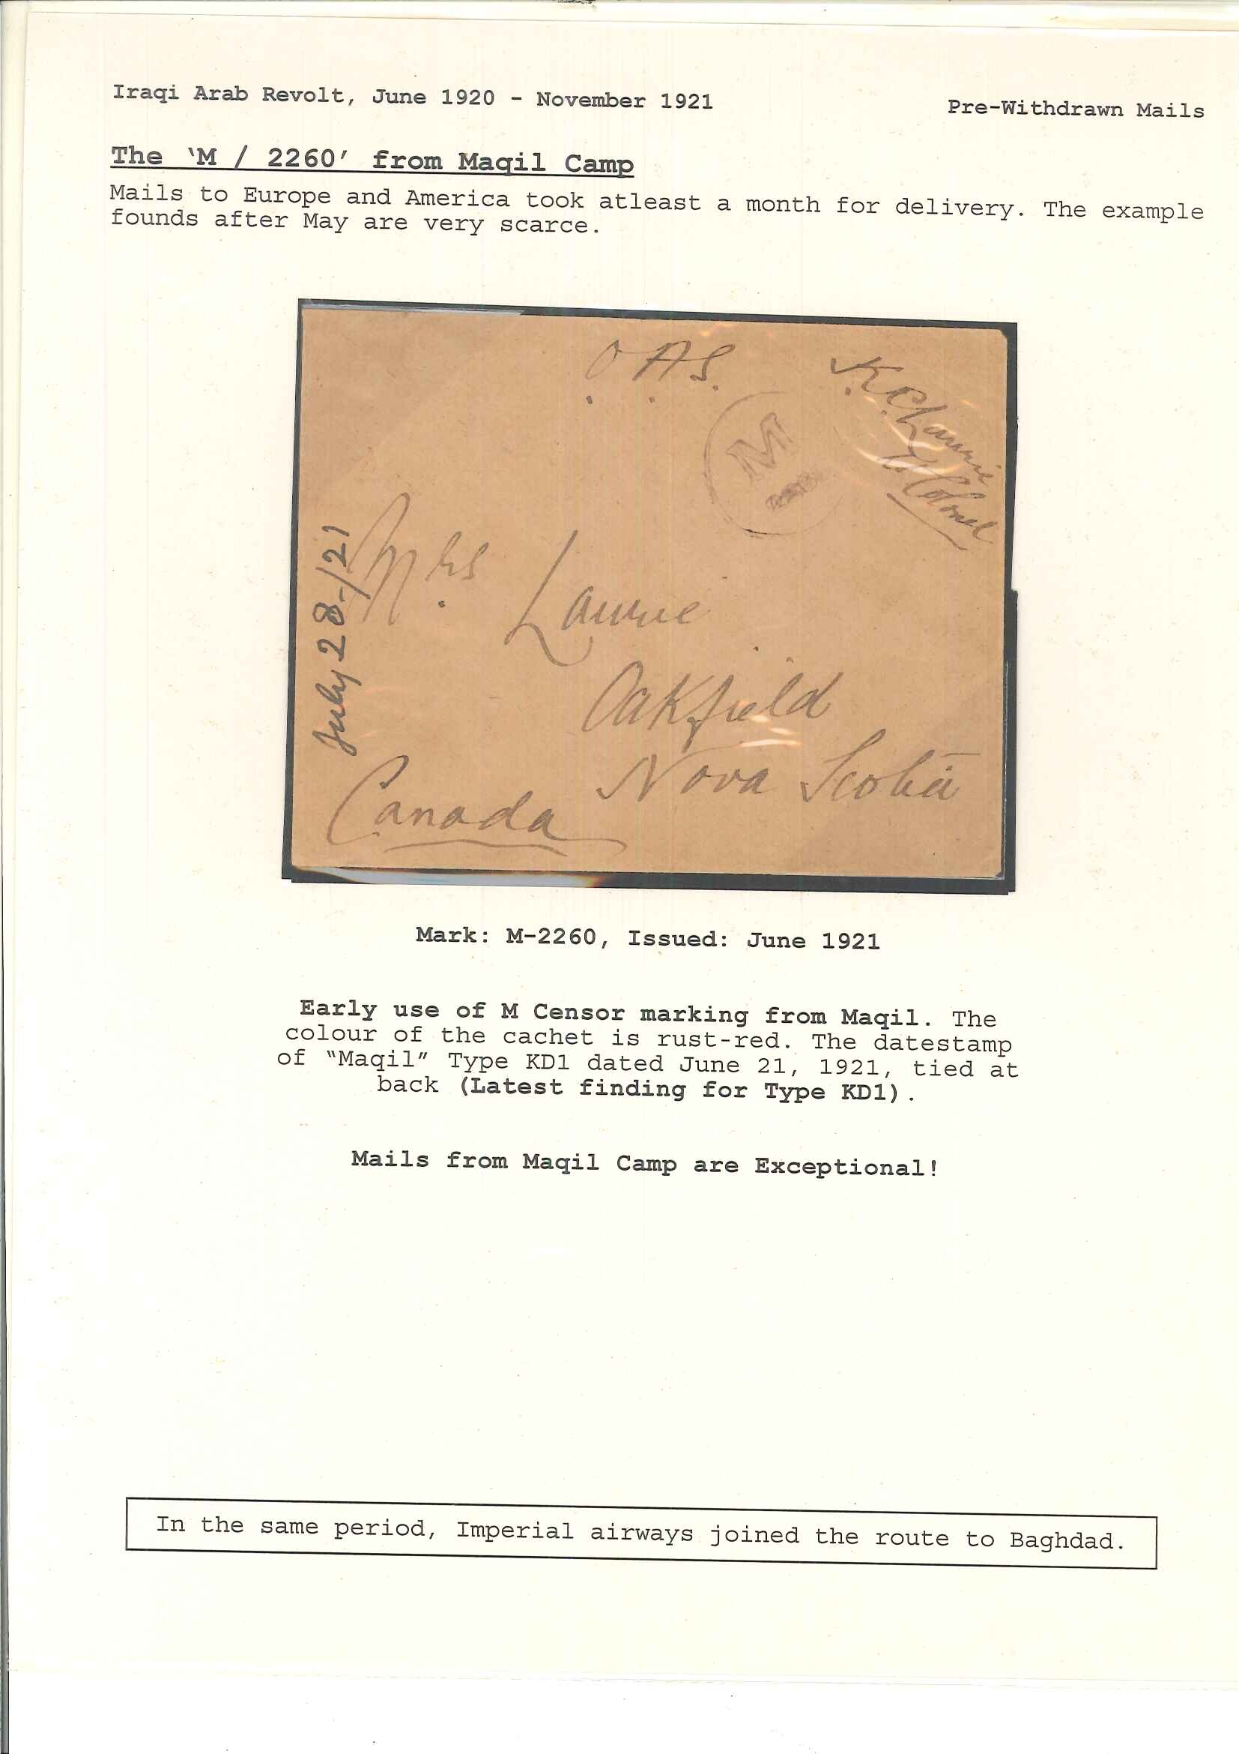 Iraqi Arab Revolt, June 1920 - November 1921
Pre-Withdrawn Mails
The 'M / 2260' from Maqil Camp
Mails to Europe and America took atleast a month for delivery. The example
founds after May are very scarce.
O.A.S.
K.C. Laurie
Lt. Colonel
M
July 28-/21
Mrs Laurie
Oakfield
Nova Scotia
Canada
Mark: M-2260, Issued: June 1921
Early use of M Censor marking from Maqil. The
colour of the cachet is rust-red. The datestamp
of "Maqil" Type KD1 dated June 21, 1921, tied at
back (Latest finding for Type KD1).
Mails from Maqil Camp are Exceptional!
In the same period, Imperial airways joined the route to Baghdad.